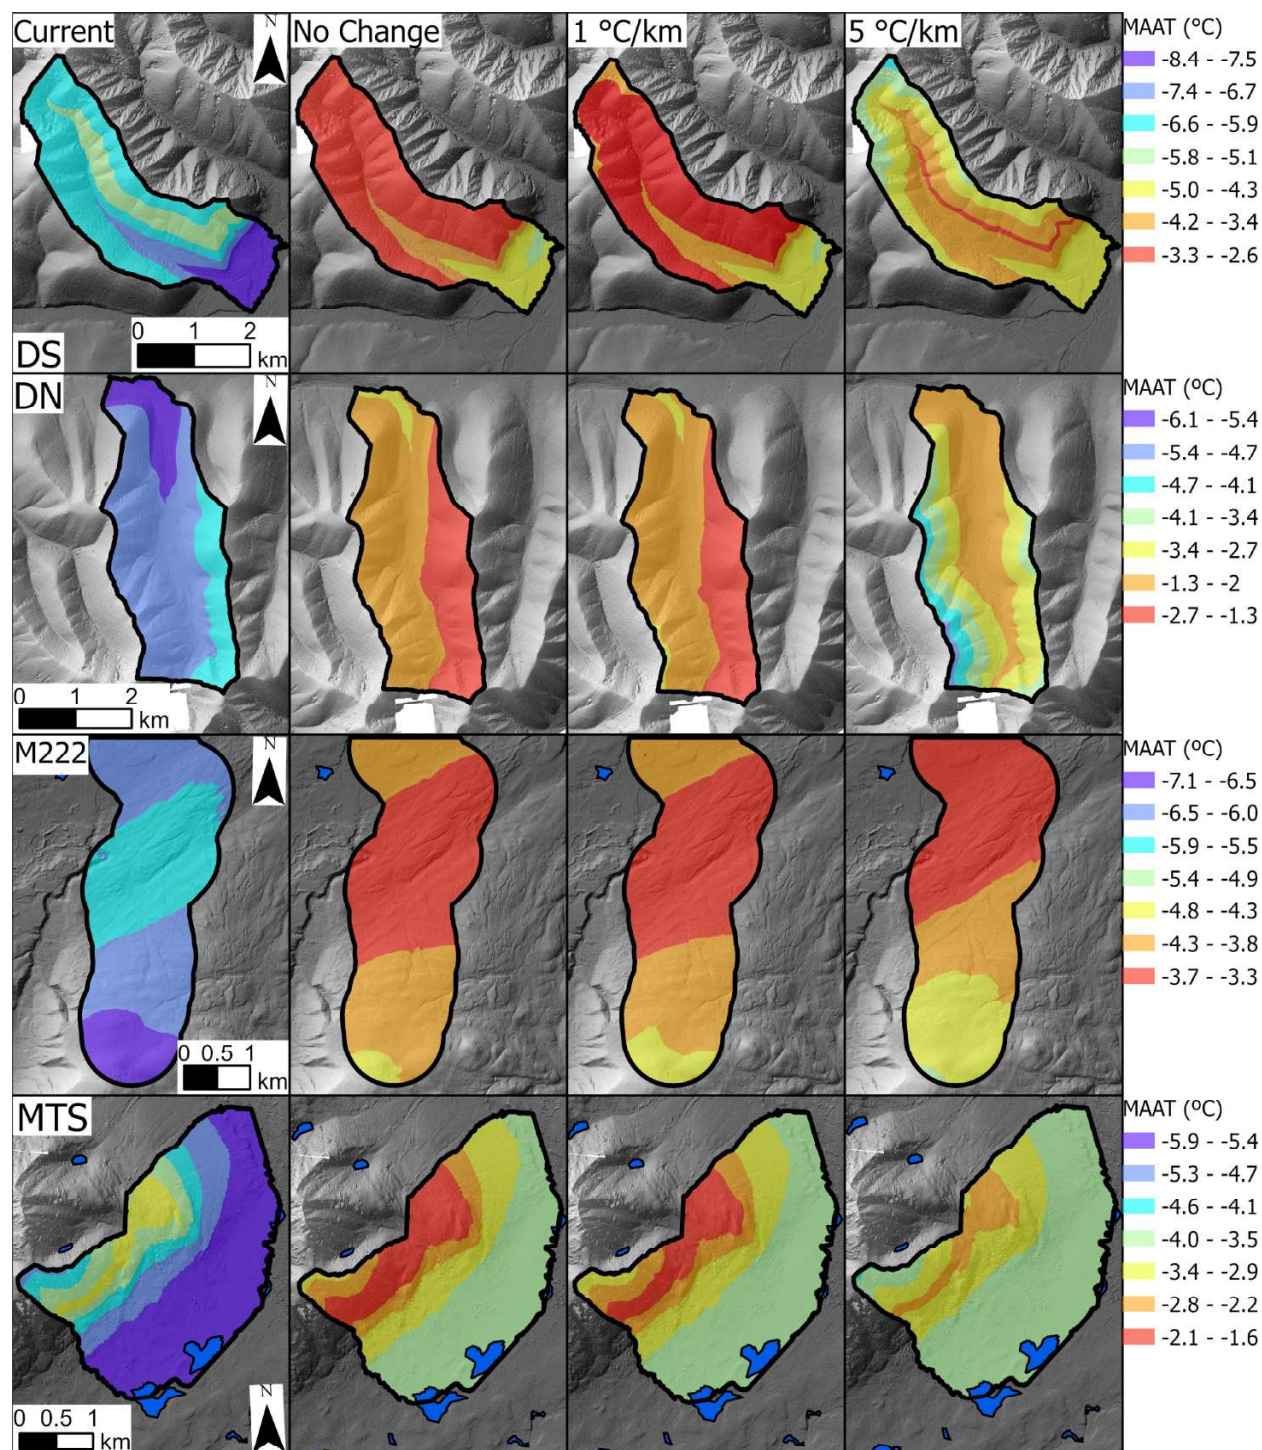 Current No Change 1 °C/km 5 °C/km MAAT (°C)
N
-8.4 - -7.5
-7.4 - -6.7
-6.6 - -5.9
-5.8 - -5.1
-5.0 - -4.3
-4.2 - -3.4
-3.3 - -2.6
0 1 2
km
DS
DN N MAAT (ºC)
-6.1 - -5.4
-5.4 - -4.7
-4.7 - -4.1
-4.1 - -3.4
-3.4 - -2.7
-1.3 - -2
-2.7 - -1.3
0 1 2
km
M222 N MAAT (ºC)
-7.1 - -6.5
-6.5 - -6.0
-5.9 - -5.5
-5.4 - -4.9
-4.8 - -4.3
-4.3 - -3.8
-3.7 - -3.3
0 0.5 1
km
MTS MAAT (ºC)
-5.9 - -5.4
-5.3 - -4.7
-4.6 - -4.1
-4.0 - -3.5
-3.4 - -2.9
-2.8 - -2.2
-2.1 - -1.6
N
0 0.5 1
km